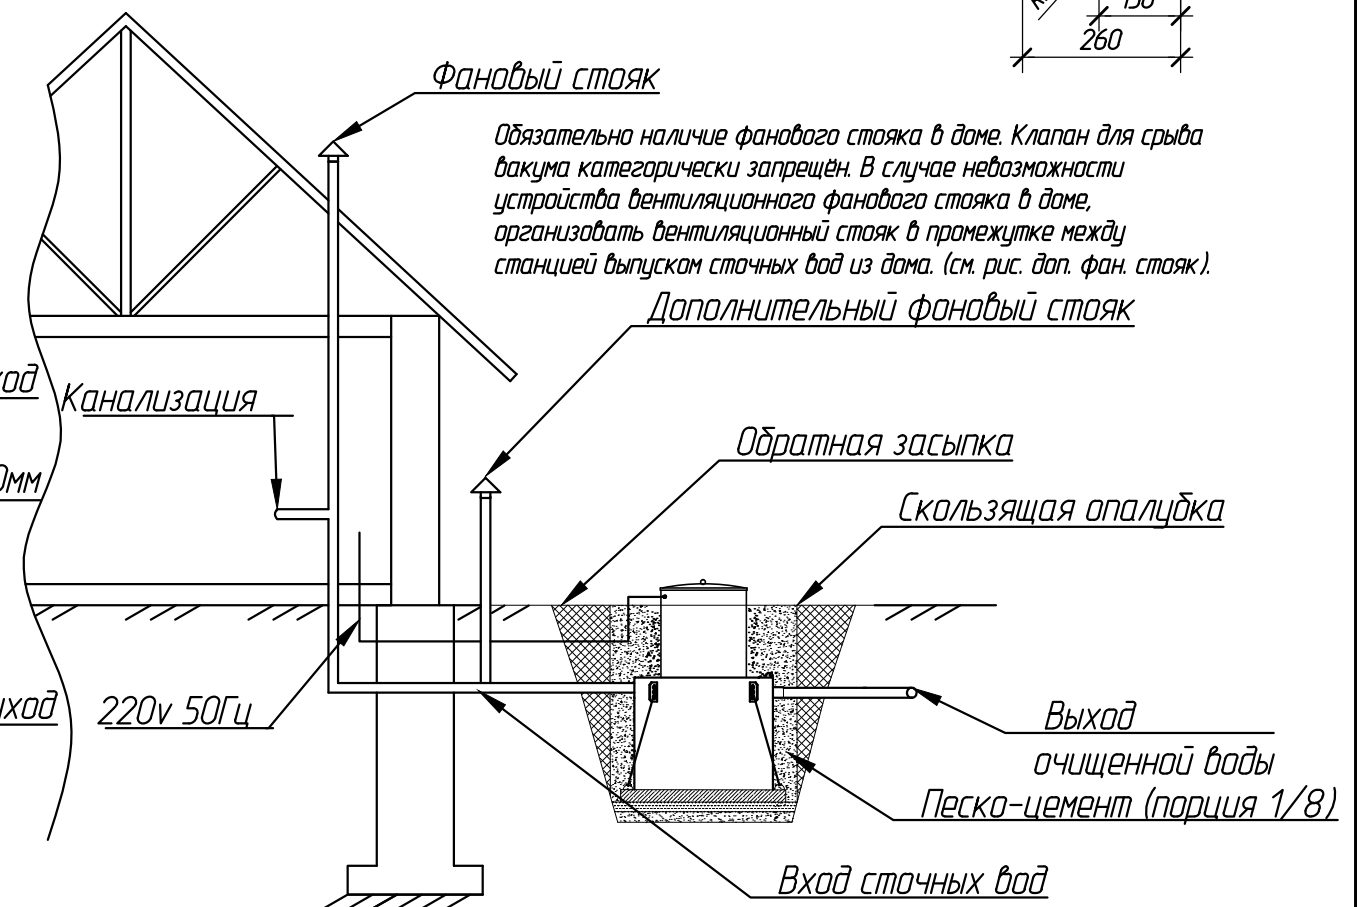 150
260
Фановый стояк
Обязательно наличие фанового стояка в доме. Клапан для срыва
вакума категорически запрещён. В случае невозможности
устройства вентиляционного фанового стояка в доме,
организовать вентиляционный стояк в промежутке между
станцией выпуском сточных вод из дома. (см. рис. доп. фан. стояк).
Дополнительный фоновый стояк
Канализация
Обратная засыпка
0мм
Скользящая опалубка
220v 50Гц
Выход
очищенной воды
Песко-цемент (порция 1/8)
Вход сточных вод